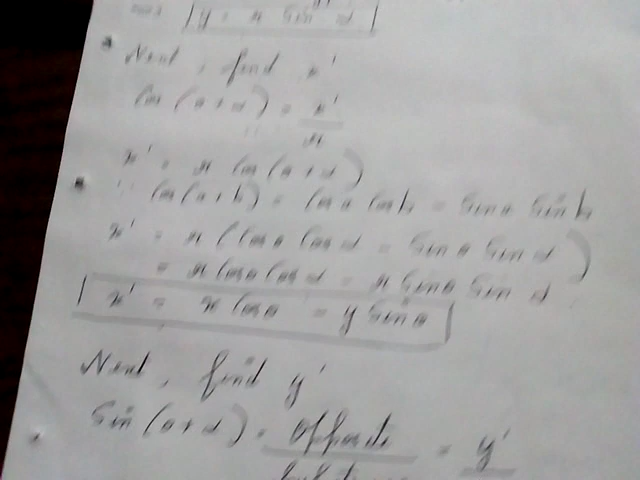 y = r Sin α
Next, find x'
Cos (θ+α) = x'
r
x' = r Cos (θ+α)
Cos(a+b) = Cos a Cos b - Sin a Sin b
x' = r (Cos θ Cos α - Sin θ Sin α)
= r Cos θ Cos α - r Sin θ Sin α
x' = x Cos θ - y Sin θ
Next, find y'
Sin (θ+α) = = y'